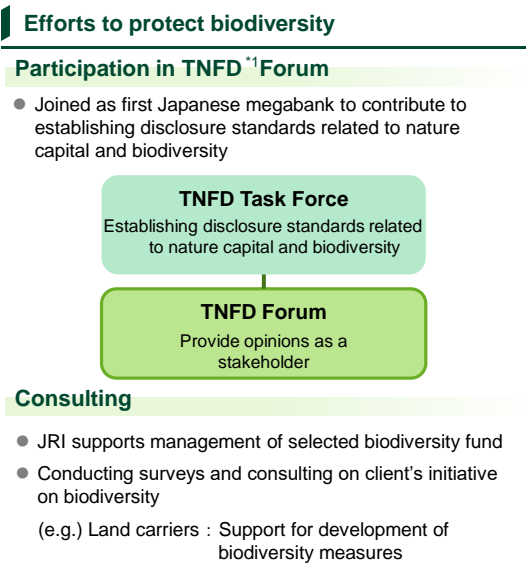 Efforts to protect biodiversity
Participation in TNFD *1 Forum
● Joined as first Japanese megabank to contribute to
establishing disclosure standards related to nature
capital and biodiversity
TNFD Task Force
Establishing disclosure standards related
to nature capital and biodiversity
TNFD Forum
Provide opinions as a
stakeholder
Consulting
● JRI supports management of selected biodiversity fund
● Conducting surveys and consulting on client's initiative
on biodiversity
(e.g.) Land carriers : Support for development of
biodiversity measures